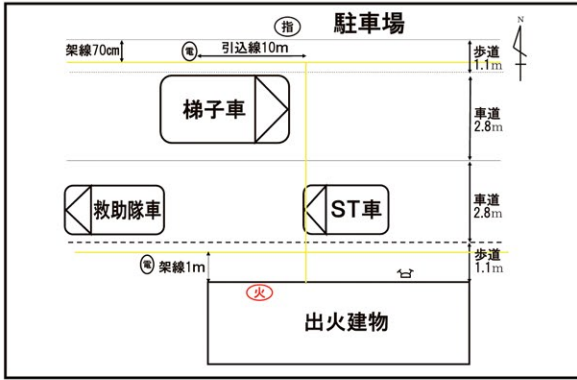 指 駐車場
N
架線70cm 電 引込線10m 歩道
1.1m
梯子車 車道
2.8m
救助隊車 ST車 車道
2.8m
電 架線1m 歩道
1.1m
火
出火建物